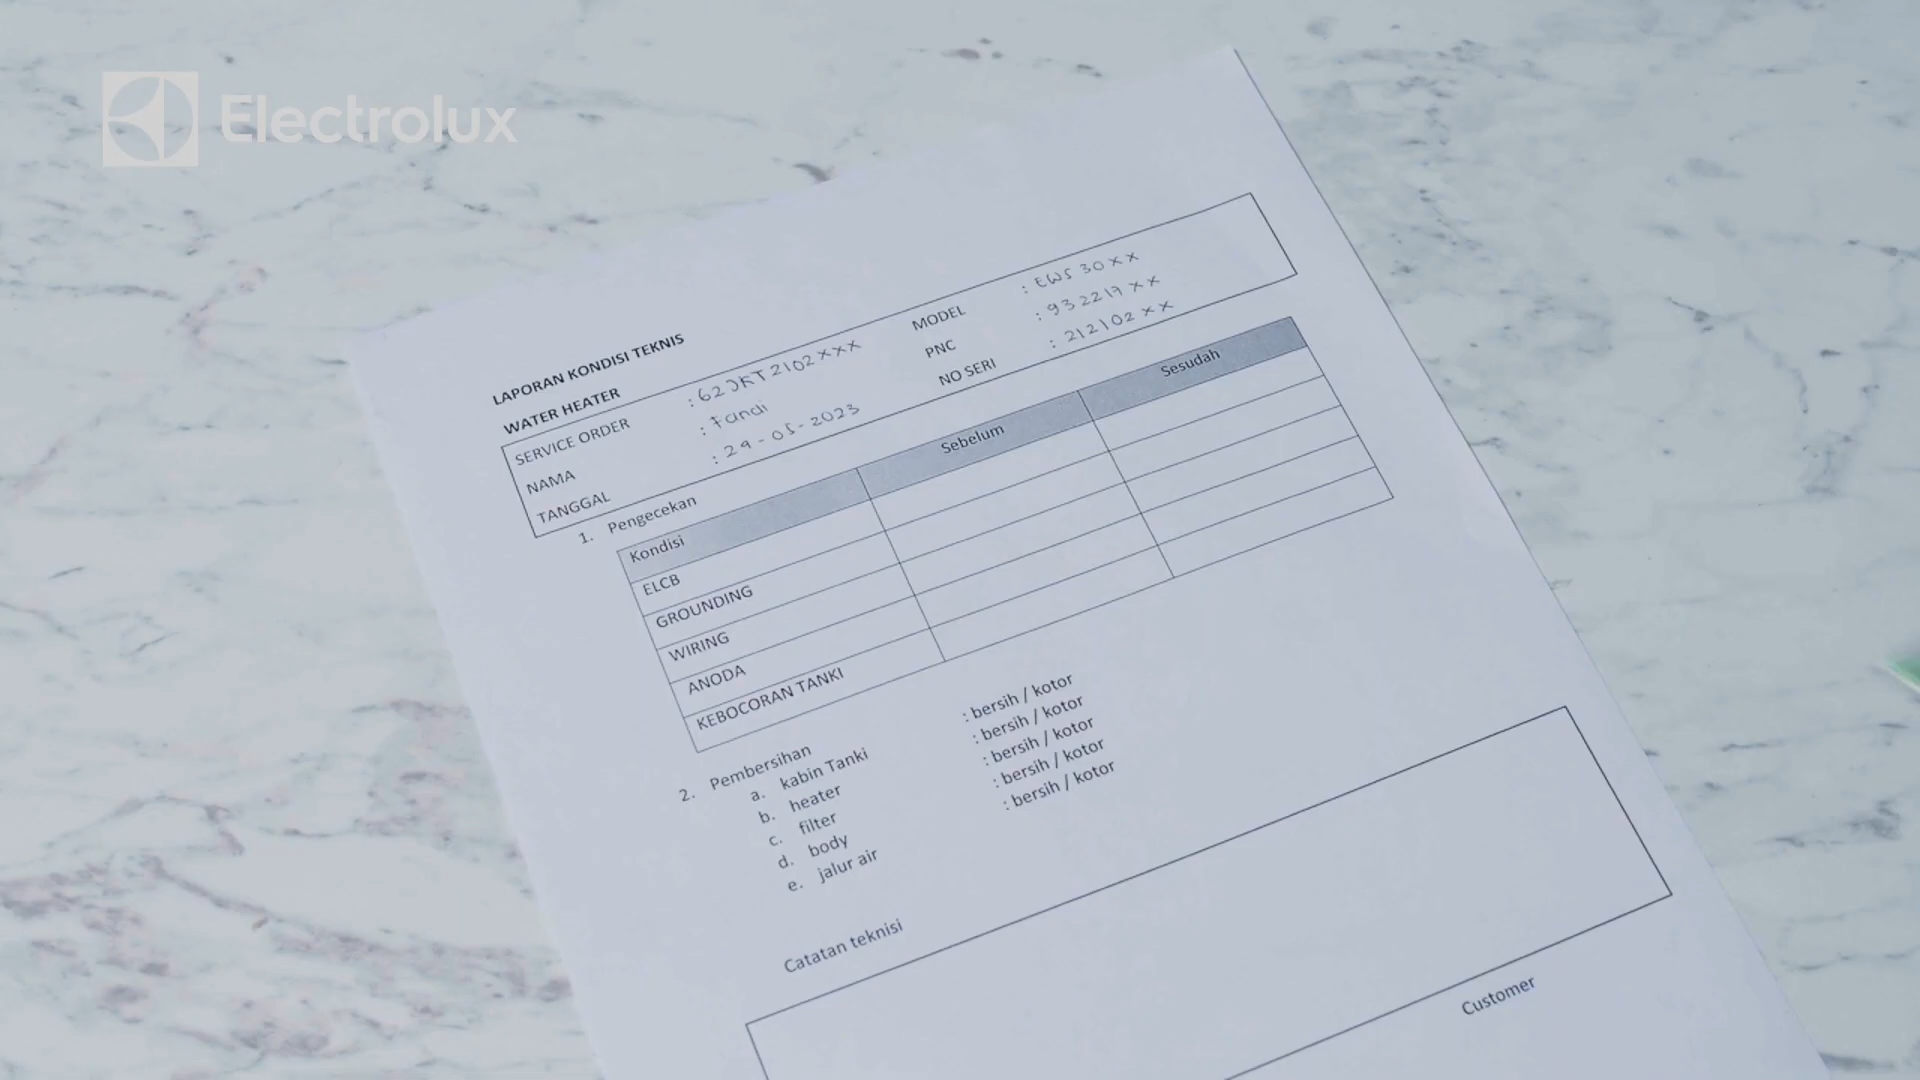 Electrolux
LAPORAN KONDISI TEKNIS
WATER HEATER
SERVICE ORDER : 62JKT2102XXX MODEL : EWS 30XX
NAMA : Fandi PNC : 932217XX
TANGGAL : 29-05-2023 NO SERI : 212102XX
1. Pengecekan
Kondisi Sebelum Sesudah
ELCB
GROUNDING
WIRING
ANODA
KEBOCORAN TANKI
2. Pembersihan
a. kabin Tanki : bersih / kotor
b. heater : bersih / kotor
c. filter : bersih / kotor
d. body : bersih / kotor
e. jalur air : bersih / kotor
Catatan teknisi
Customer